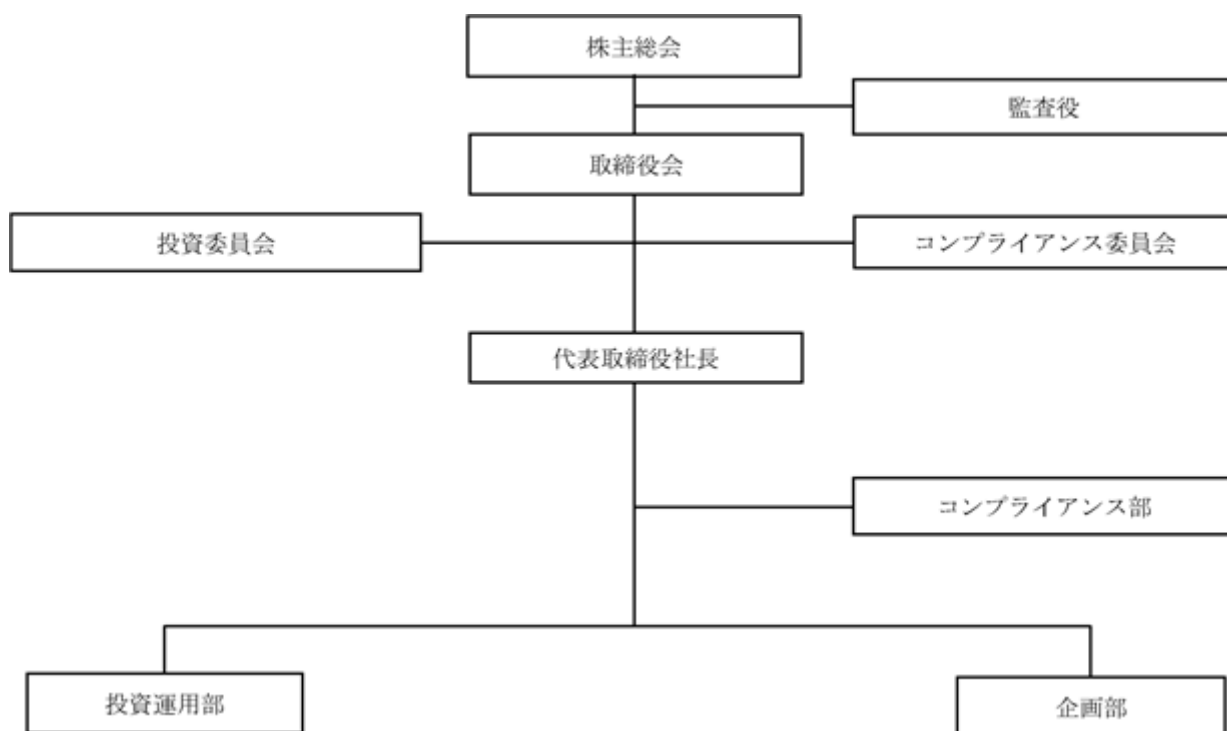 株主総会
監査役
取締役会
投資委員会
コンプライアンス委員会
代表取締役社長
コンプライアンス部
投資運用部
企画部